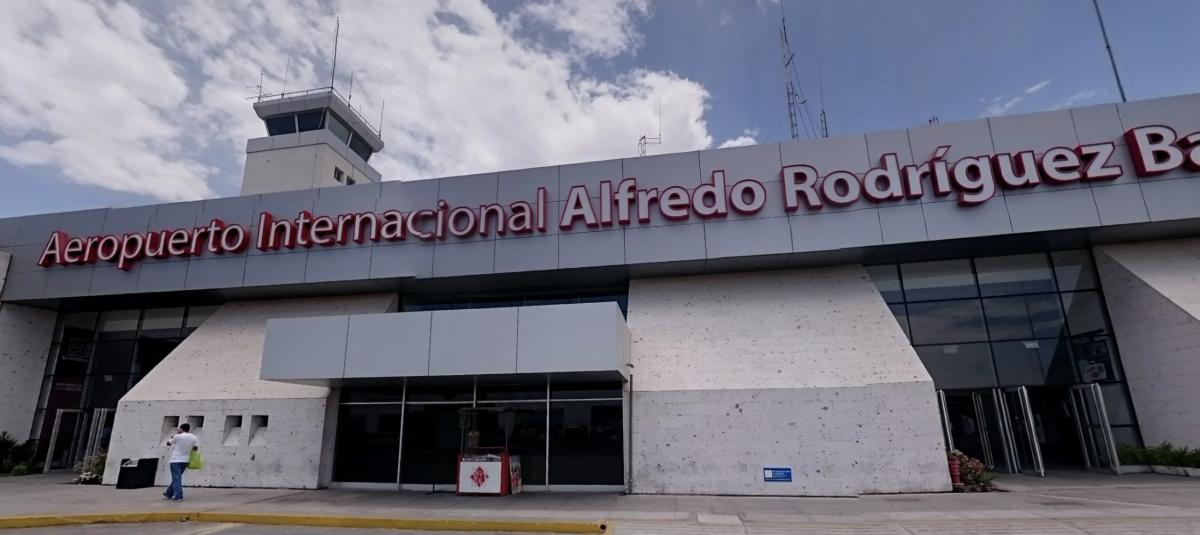 Aeropuerto Internacional Alfredo Rodríguez Ba